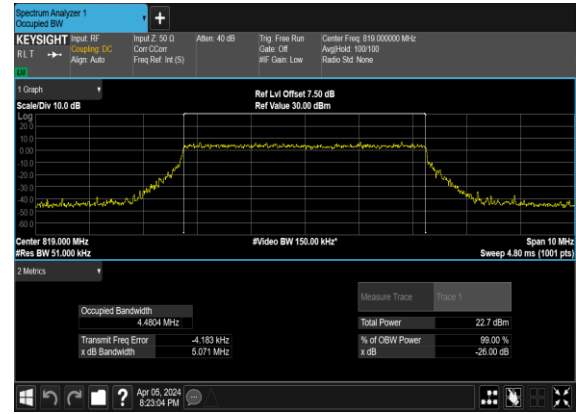 Spectrum Analyzer 1
Occupied BW
+
KEYSIGHT Input: RF Input Z: 50 Ω Atten: 40 dB Trig: Free Run Center Freq: 819.000000 MHz
RLT Coupling: DC Corr CCorr Gate: Off Avg|Hold: 100/100
Align: Auto Freq Ref: Int (S) #IF Gain: Low Radio Std: None
1 Graph
Ref Lvl Offset 7.50 dB
Scale/Div 10.0 dB Ref Value 30.00 dBm
Log
20.0
10.0
0.00
-10.0
-20.0
-30.0
-40.0
-50.0
-60.0
Center 819.000 MHz #Video BW 150.00 kHz* Span 10 MHz
#Res BW 51.000 kHz Sweep 4.80 ms (1001 pts)
2 Metrics
Measure Trace Trace 1
Occupied Bandwidth
4.4804 MHz Total Power 22.7 dBm
Transmit Freq Error -4.183 kHz % of OBW Power 99.00 %
x dB Bandwidth 5.071 MHz x dB -26.00 dB
? Apr 05, 2024
8:23:04 PM